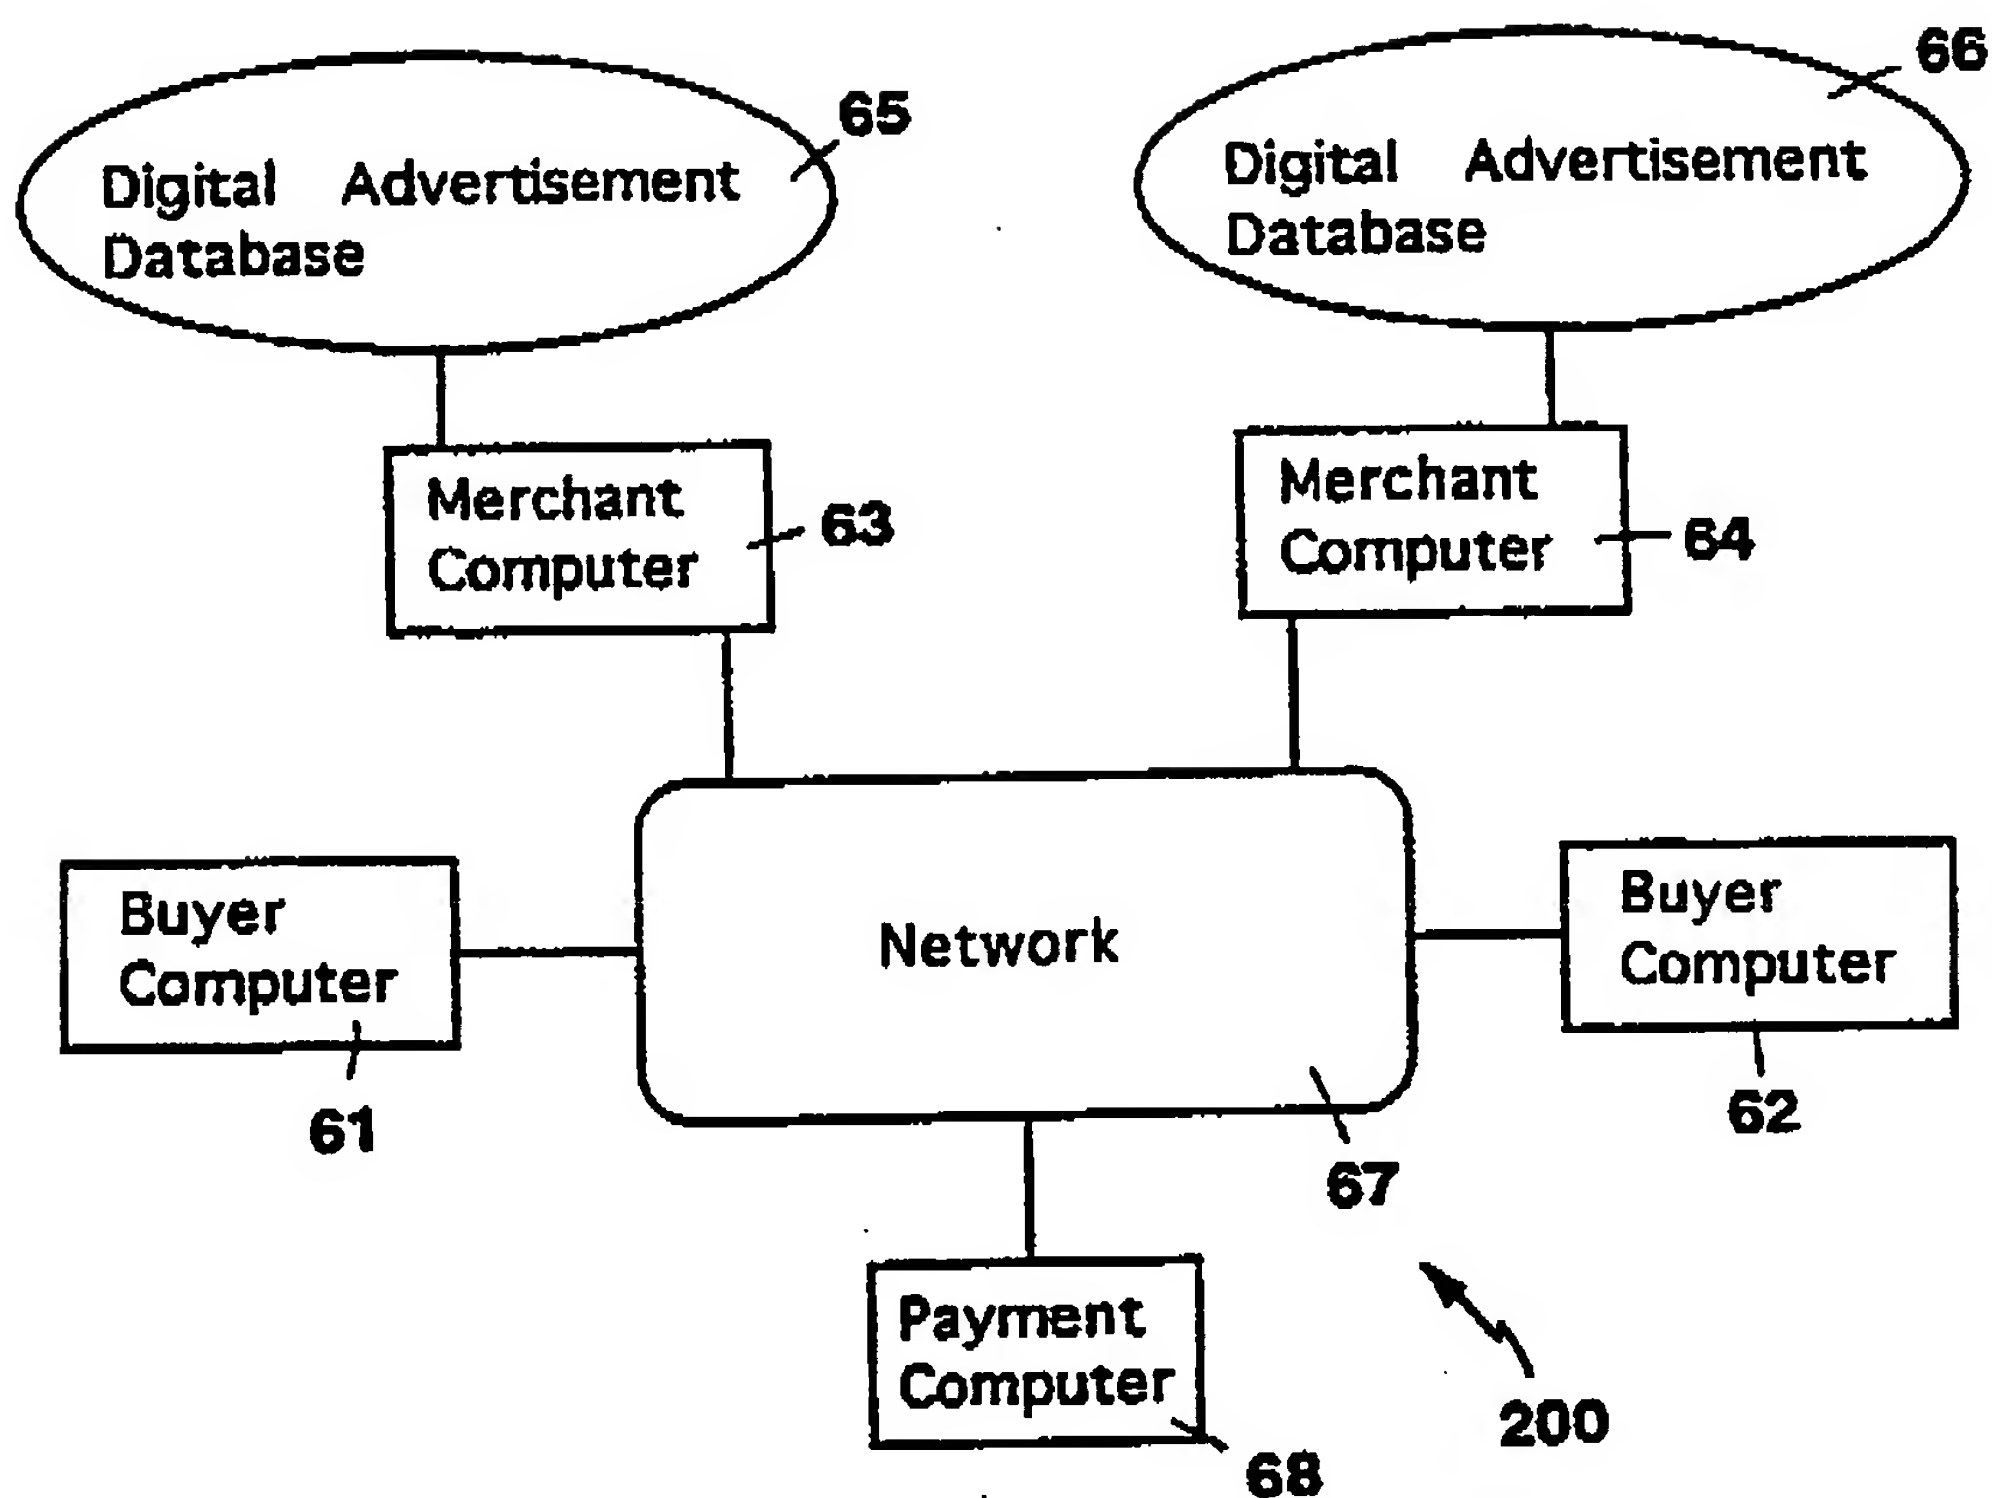 66
65
Digital Advertisement
Database
Digital Advertisement
Database
Merchant
Computer
63
Merchant
Computer
64
Buyer
Computer
61
Network
67
Buyer
Computer
62
Payment
Computer
68
200